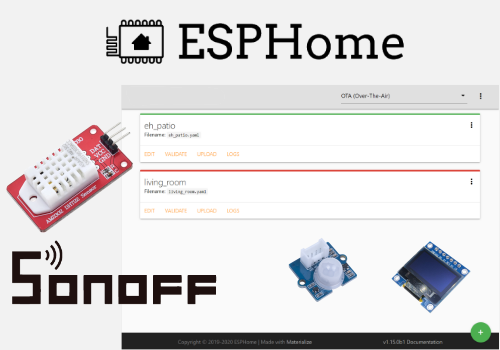 ESPHome
OTA (Over-The-Air)
eh_patio
Filename: eh_patio.yaml
EDIT VALIDATE UPLOAD LOGS
living_room
Filename: living_room.yaml
EDIT VALIDATE UPLOAD LOGS
DAT
VCC
GND
AM2302 DHT22 Sensor
SONOFF
Copyright © 2019-2020 ESPHome | Made with Materialize
v1.15.0b1 Documentation